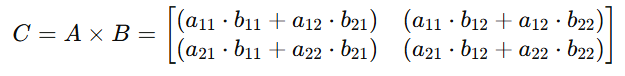 C = A × B = [(a₁₁ · b₁₁ + a₁₂ · b₂₁) (a₁₁ · b₁₂ + a₁₂ · b₂₂)]
[(a₂₁ · b₁₁ + a₂₂ · b₂₁) (a₂₁ · b₁₂ + a₂₂ · b₂₂)]